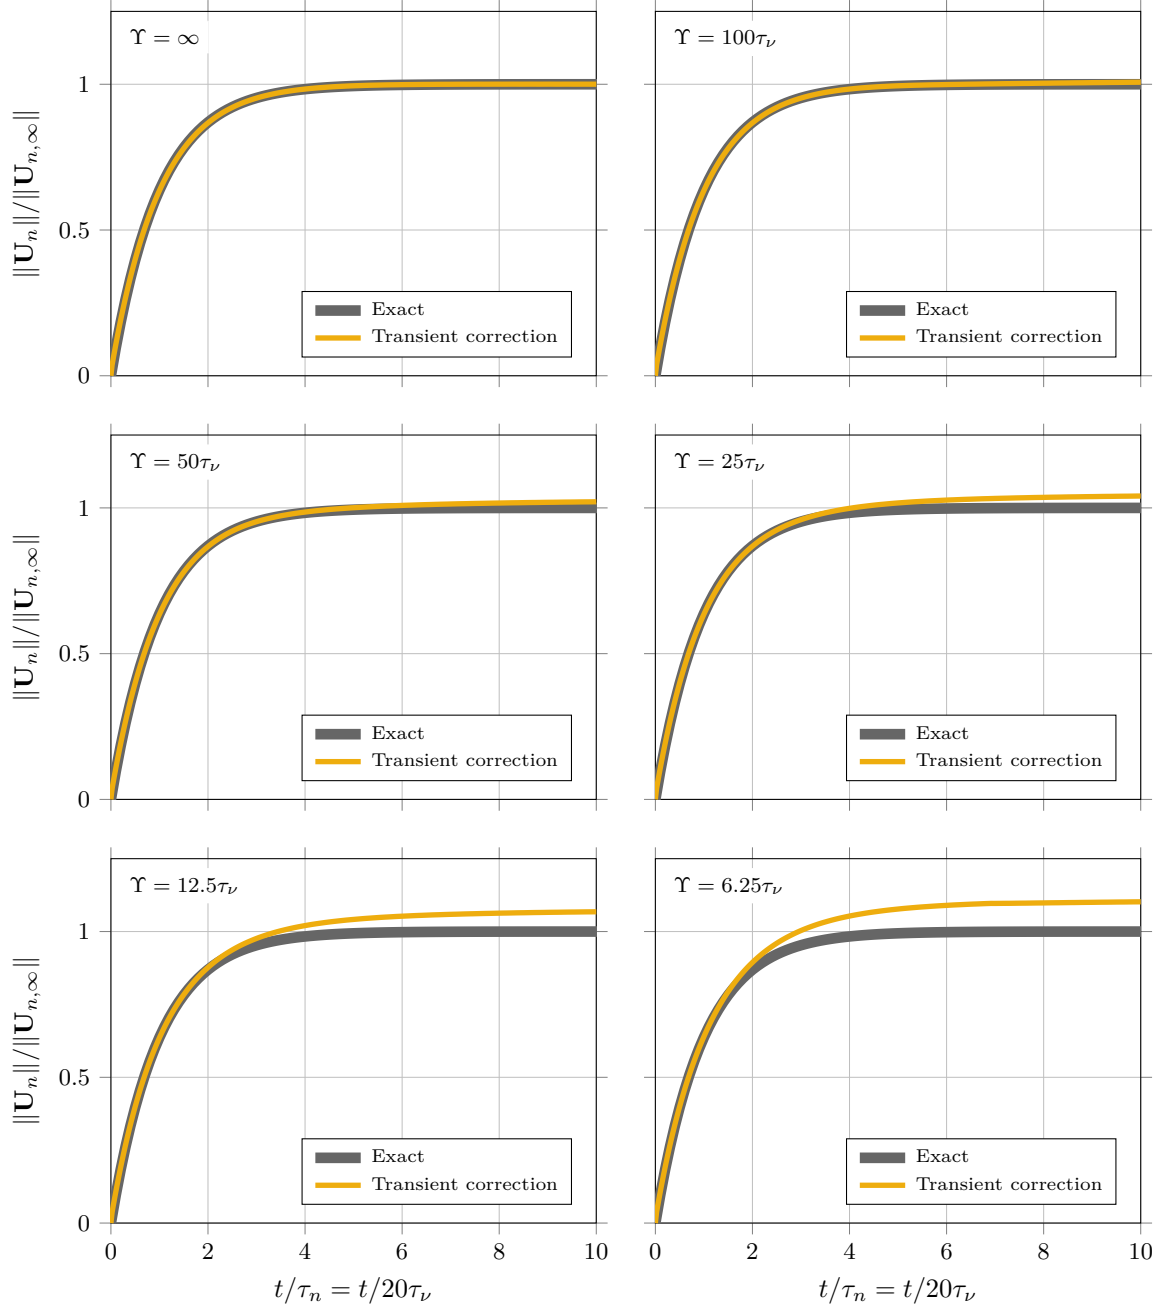 ϒ = ∞
ϒ = 100τ_ν
1
0.5
0
‖U_n‖/‖U_{n,∞}‖
Exact
Transient correction
Exact
Transient correction
ϒ = 50τ_ν
ϒ = 25τ_ν
1
0.5
0
‖U_n‖/‖U_{n,∞}‖
Exact
Transient correction
Exact
Transient correction
ϒ = 12.5τ_ν
ϒ = 6.25τ_ν
1
0.5
0
‖U_n‖/‖U_{n,∞}‖
Exact
Transient correction
Exact
Transient correction
0 2 4 6 8 10
0 2 4 6 8 10
t/τ_n = t/20τ_ν
t/τ_n = t/20τ_ν